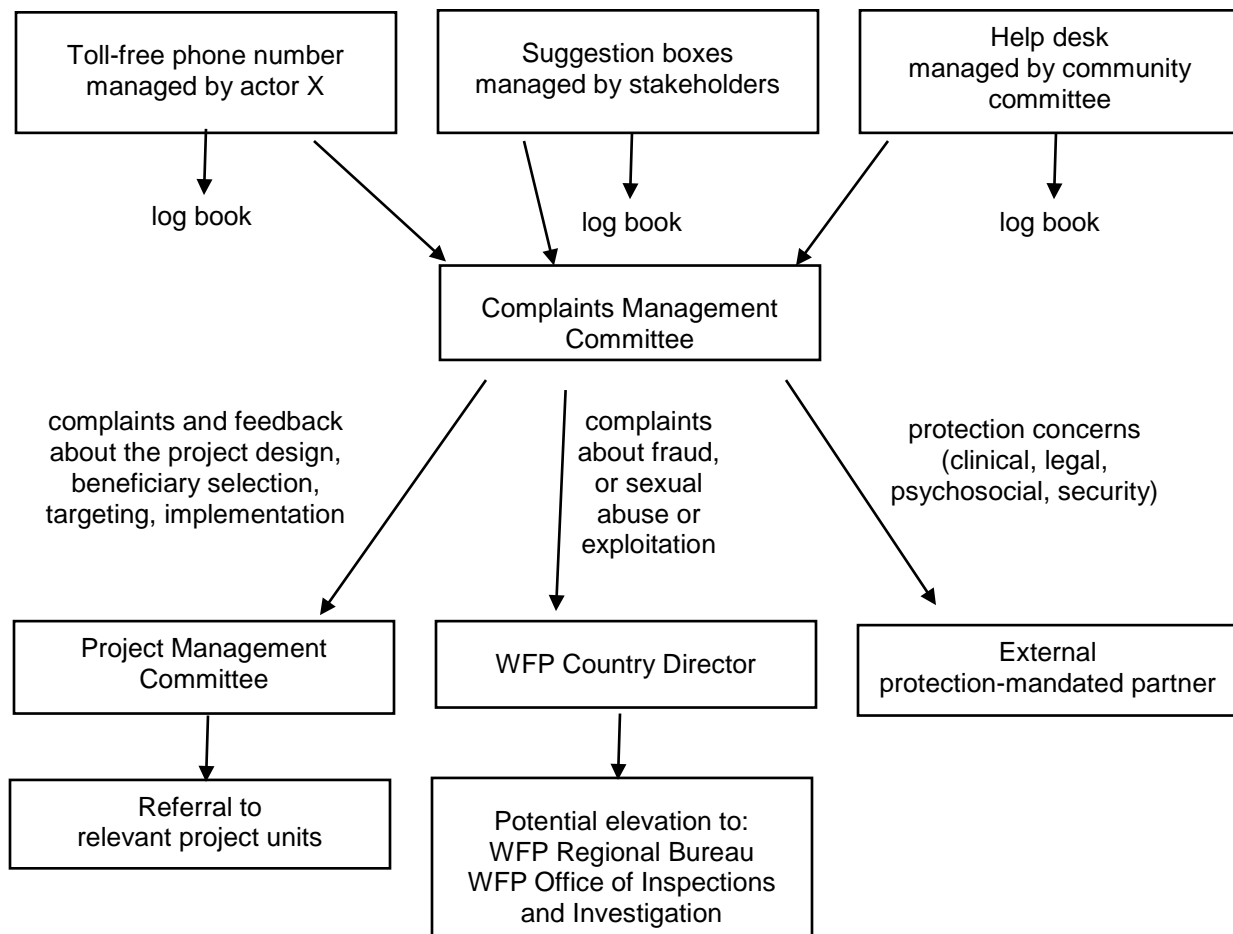 Toll-free phone number
managed by actor X
Suggestion boxes
managed by stakeholders
Help desk
managed by community
committee
log book
log book
log book
Complaints Management
Committee
complaints and feedback
about the project design,
beneficiary selection,
targeting, implementation
complaints
about fraud,
or sexual
abuse or
exploitation
protection concerns
(clinical, legal,
psychosocial, security)
Project Management
Committee
WFP Country Director
External
protection-mandated partner
Referral to
relevant project units
Potential elevation to:
WFP Regional Bureau
WFP Office of Inspections
and Investigation